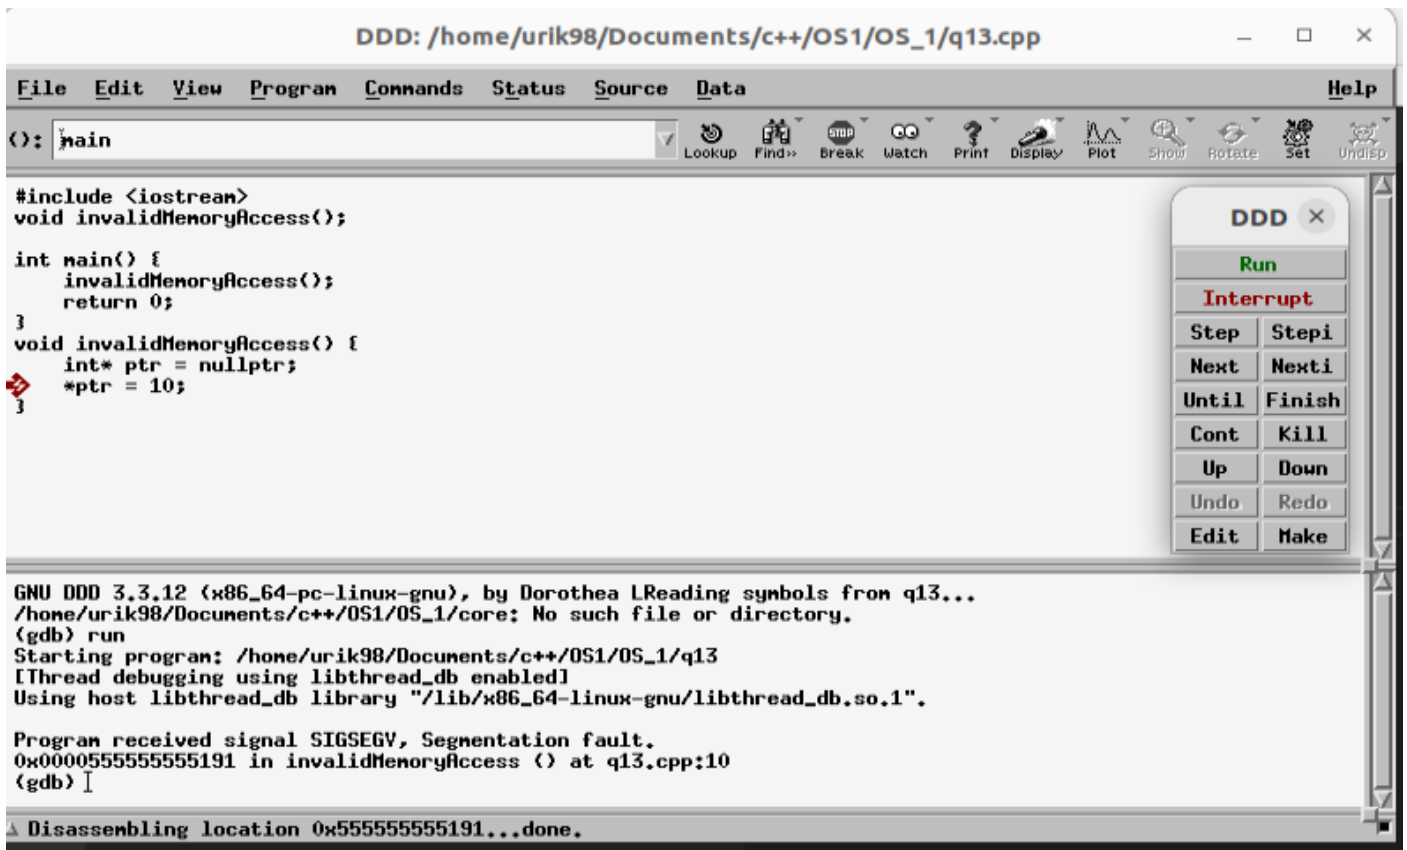 DDD: /home/urik98/Documents/c++/OS1/OS_1/q13.cpp
File Edit View Program Commands Status Source Data Help
(): main
Lookup Find» Break Watch Print Display Plot Show Rotate Set Undisp
STOP
#include <iostream>
void invalidMemoryAccess();
int main() {
invalidMemoryAccess();
return 0;
}
void invalidMemoryAccess() {
int* ptr = nullptr;
*ptr = 10;
}
DDD
Run
Interrupt
Step Stepi
Next Nexti
Until Finish
Cont Kill
Up Down
Undo Redo
Edit Make
GNU DDD 3.3.12 (x86_64-pc-linux-gnu), by Dorothea LReading symbols from q13...
/home/urik98/Documents/c++/OS1/OS_1/core: No such file or directory.
(gdb) run
Starting program: /home/urik98/Documents/c++/OS1/OS_1/q13
[Thread debugging using libthread_db enabled]
Using host libthread_db library "/lib/x86_64-linux-gnu/libthread_db.so.1".
Program received signal SIGSEGV, Segmentation fault.
0x0000555555555191 in invalidMemoryAccess () at q13.cpp:10
(gdb)
Disassembling location 0x555555555191...done.